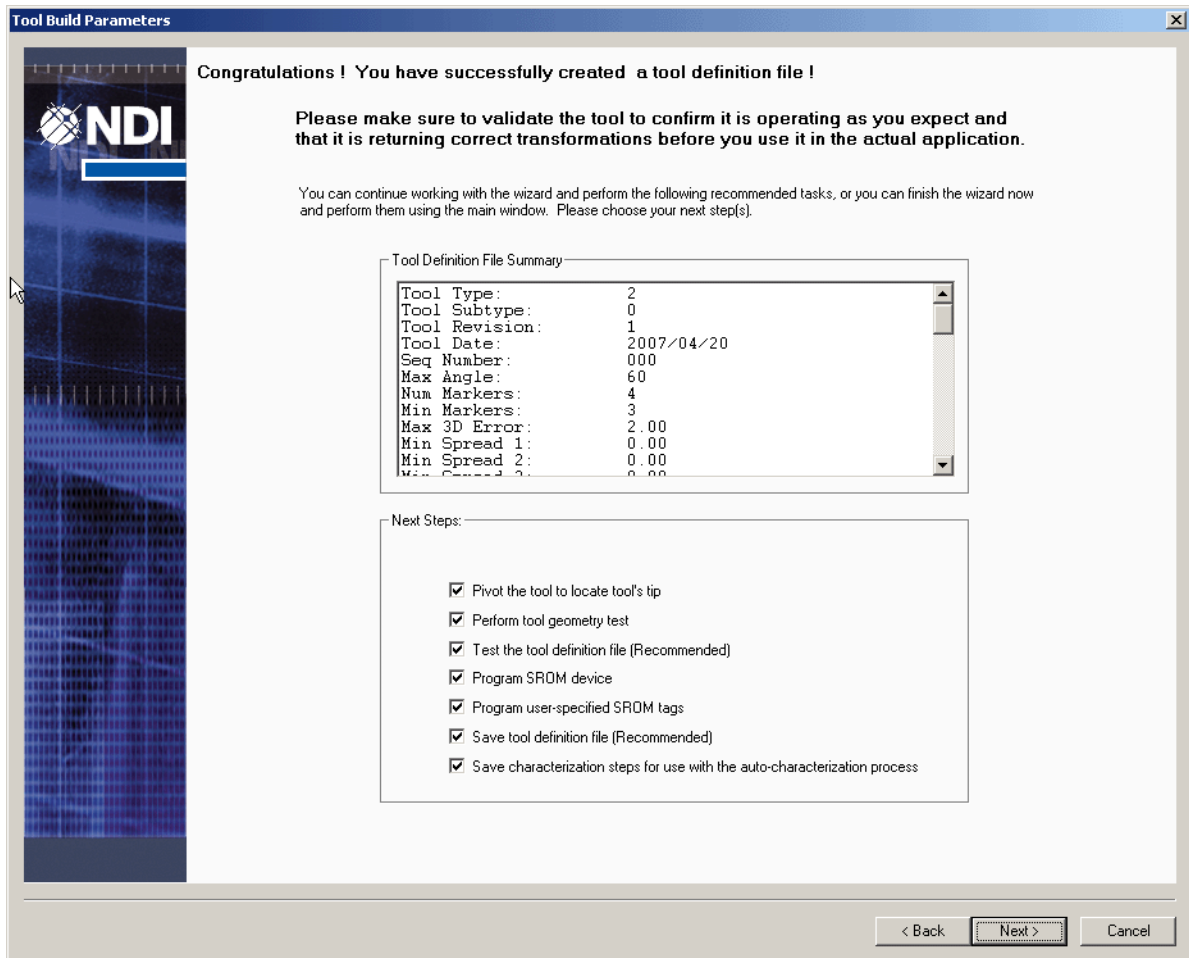 Tool Build Parameters
Congratulations ! You have successfully created a tool definition file !
NDI
Please make sure to validate the tool to confirm it is operating as you expect and
that it is returning correct transformations before you use it in the actual application.
You can continue working with the wizard and perform the following recommended tasks, or you can finish the wizard now
and perform them using the main window. Please choose your next step(s).
Tool Definition File Summary
Tool Type: 2
Tool Subtype: 0
Tool Revision: 1
Tool Date: 2007/04/20
Seq Number: 000
Max Angle: 60
Num Markers: 4
Min Markers: 3
Max 3D Error: 2.00
Min Spread 1: 0.00
Min Spread 2: 0.00
Min Spread 3: 0.00
Next Steps:
Pivot the tool to locate tool's tip
Perform tool geometry test
Test the tool definition file (Recommended)
Program SROM device
Program user-specified SROM tags
Save tool definition file (Recommended)
Save characterization steps for use with the auto-characterization process
< Back
Next >
Cancel